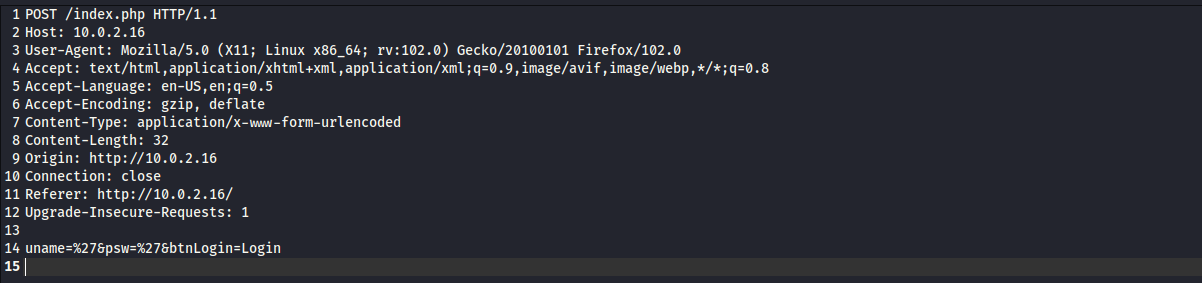 1 POST /index.php HTTP/1.1
2 Host: 10.0.2.16
3 User-Agent: Mozilla/5.0 (X11; Linux x86_64; rv:102.0) Gecko/20100101 Firefox/102.0
4 Accept: text/html,application/xhtml+xml,application/xml;q=0.9,image/avif,image/webp,*/*;q=0.8
5 Accept-Language: en-US,en;q=0.5
6 Accept-Encoding: gzip, deflate
7 Content-Type: application/x-www-form-urlencoded
8 Content-Length: 32
9 Origin: http://10.0.2.16
10 Connection: close
11 Referer: http://10.0.2.16/
12 Upgrade-Insecure-Requests: 1
13
14 uname=%27&psw=%27&btnLogin=Login
15